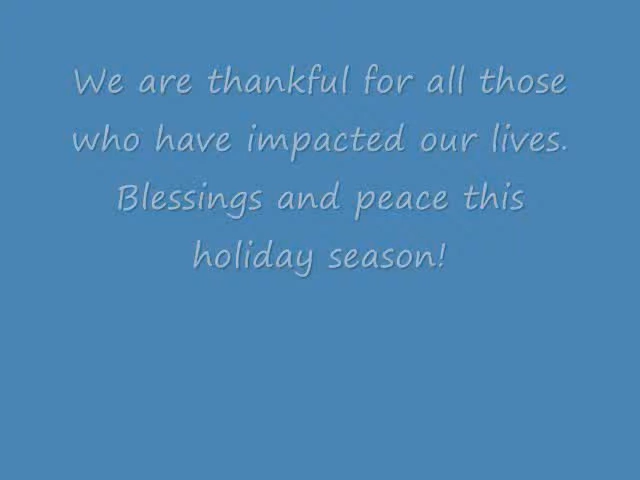 We are thankful for all those
who have impacted our lives.
Blessings and peace this
holiday season!